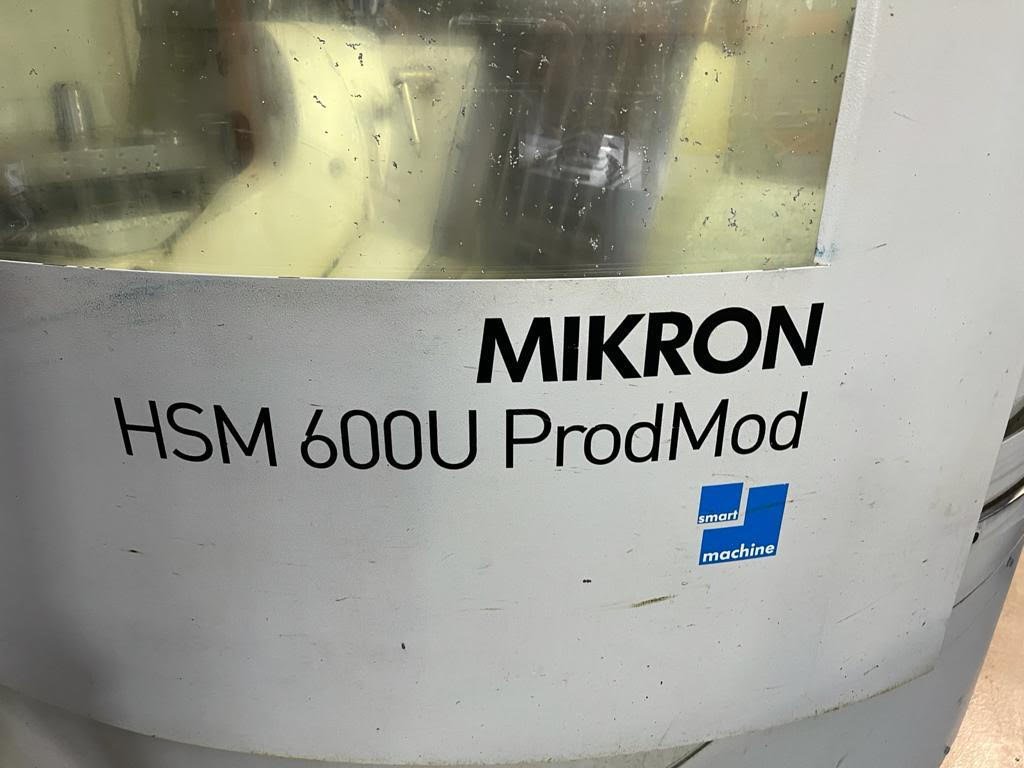 MIKRON
HSM 600U ProdMod
smart
machine